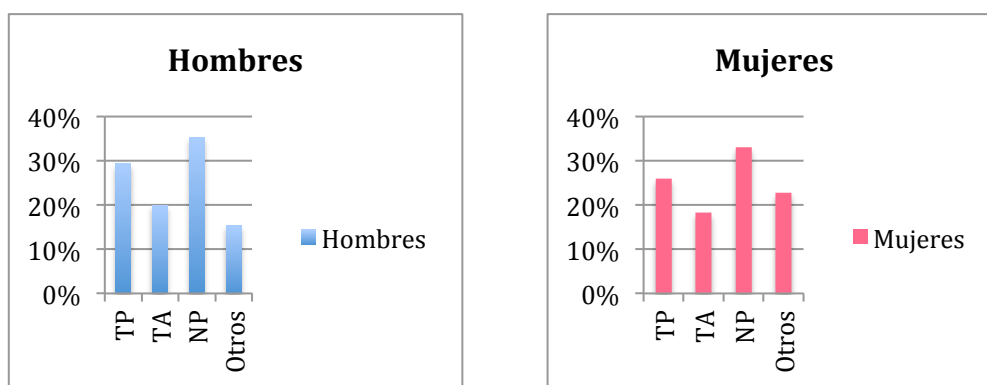 Hombres
40%
30%
20%
10%
0%
TP
TA
NP
Otros
Hombres
Mujeres
40%
30%
20%
10%
0%
TP
TA
NP
Otros
Mujeres